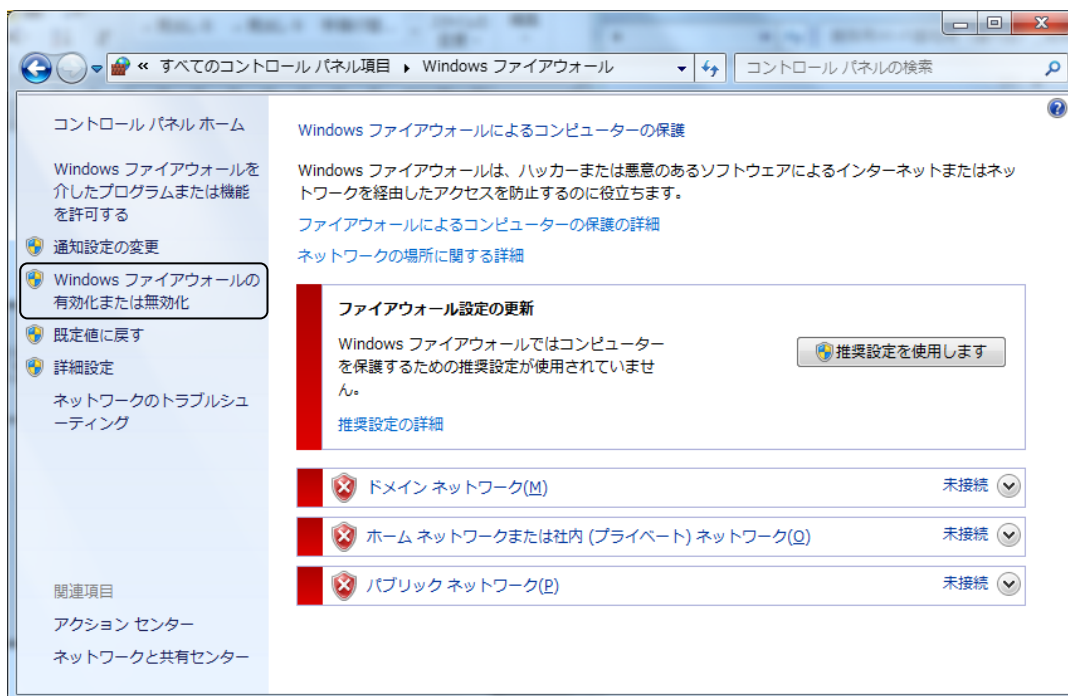 « すべてのコントロール パネル項目 ▸ Windows ファイアウォール
コントロール パネルの検索
コントロール パネル ホーム
Windows ファイアウォールを
介したプログラムまたは機能
を許可する
通知設定の変更
Windows ファイアウォールの
有効化または無効化
既定値に戻す
詳細設定
ネットワークのトラブルシュ
ーティング
関連項目
アクション センター
ネットワークと共有センター
Windows ファイアウォールによるコンピューターの保護
Windows ファイアウォールは、ハッカーまたは悪意のあるソフトウェアによるインターネットまたはネッ
トワークを経由したアクセスを防止するのに役立ちます。
ファイアウォールによるコンピューターの保護の詳細
ネットワークの場所に関する詳細
ファイアウォール設定の更新
Windows ファイアウォールではコンピューター
を保護するための推奨設定が使用されていませ
ん。
推奨設定を使用します
推奨設定の詳細
ドメイン ネットワーク(M) 未接続
ホーム ネットワークまたは社内 (プライベート) ネットワーク(O) 未接続
パブリック ネットワーク(P) 未接続